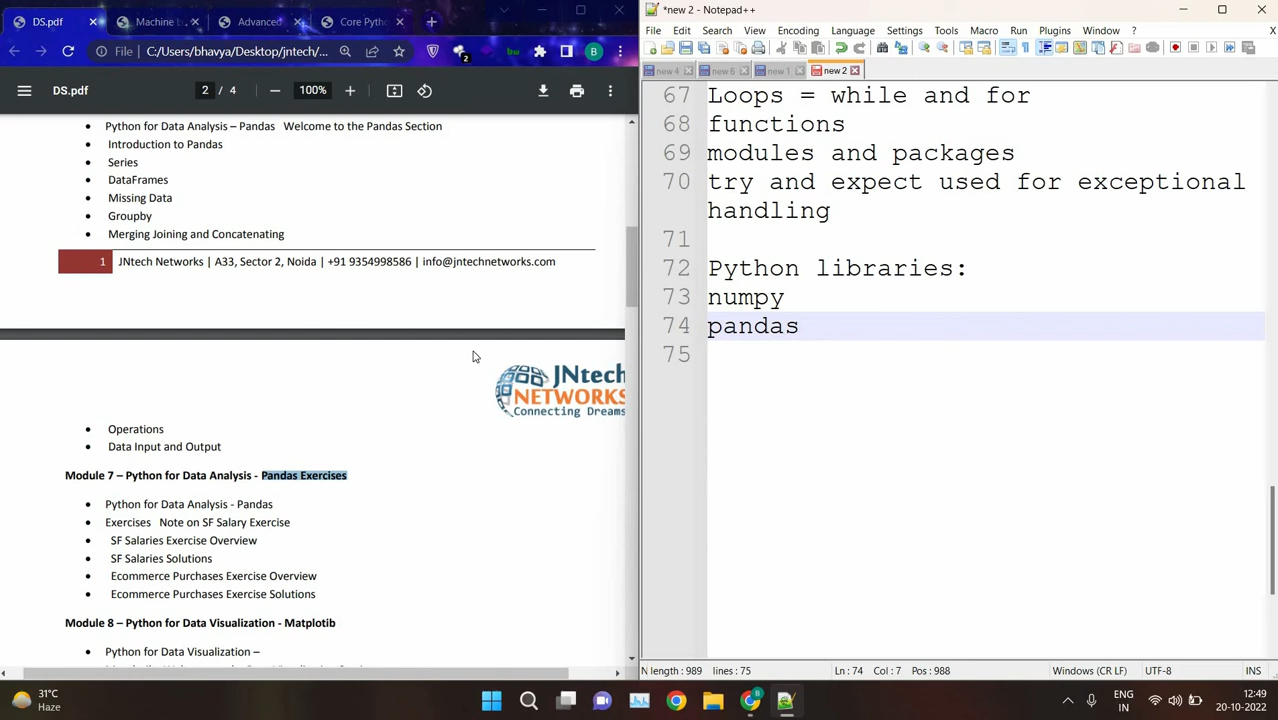 DS.pdf
Machine b
Advanced
Core Pyth
*new 2 - Notepad++
File
C:/Users/bhavya/Desktop/jntech/...
B
2
File Edit Search View Encoding Language Settings Tools Macro Run Plugins Window ?
new 4
new 6
new 1
new 2
DS.pdf
2 / 4
100%
Python for Data Analysis – Pandas Welcome to the Pandas Section
Introduction to Pandas
Series
DataFrames
Missing Data
Groupby
Merging Joining and Concatenating
1 JNtech Networks | A33, Sector 2, Noida | +91 9354998586 | info@jntechnetworks.com
JNtech
NETWORKS
Connecting Dreams
Operations
Data Input and Output
Module 7 – Python for Data Analysis - Pandas Exercises
Python for Data Analysis - Pandas
Exercises Note on SF Salary Exercise
SF Salaries Exercise Overview
SF Salaries Solutions
Ecommerce Purchases Exercise Overview
Ecommerce Purchases Exercise Solutions
Module 8 – Python for Data Visualization - Matplotib
Python for Data Visualization –
67 Loops = while and for
68 functions
69 modules and packages
70 try and expect used for exceptional
handling
71
72 Python libraries:
73 numpy
74 pandas
75
N length : 989 lines : 75
Ln : 74 Col : 7 Pos : 988
Windows (CR LF)
UTF-8
INS
31°C
Haze
ENG
IN
12:49
20-10-2022